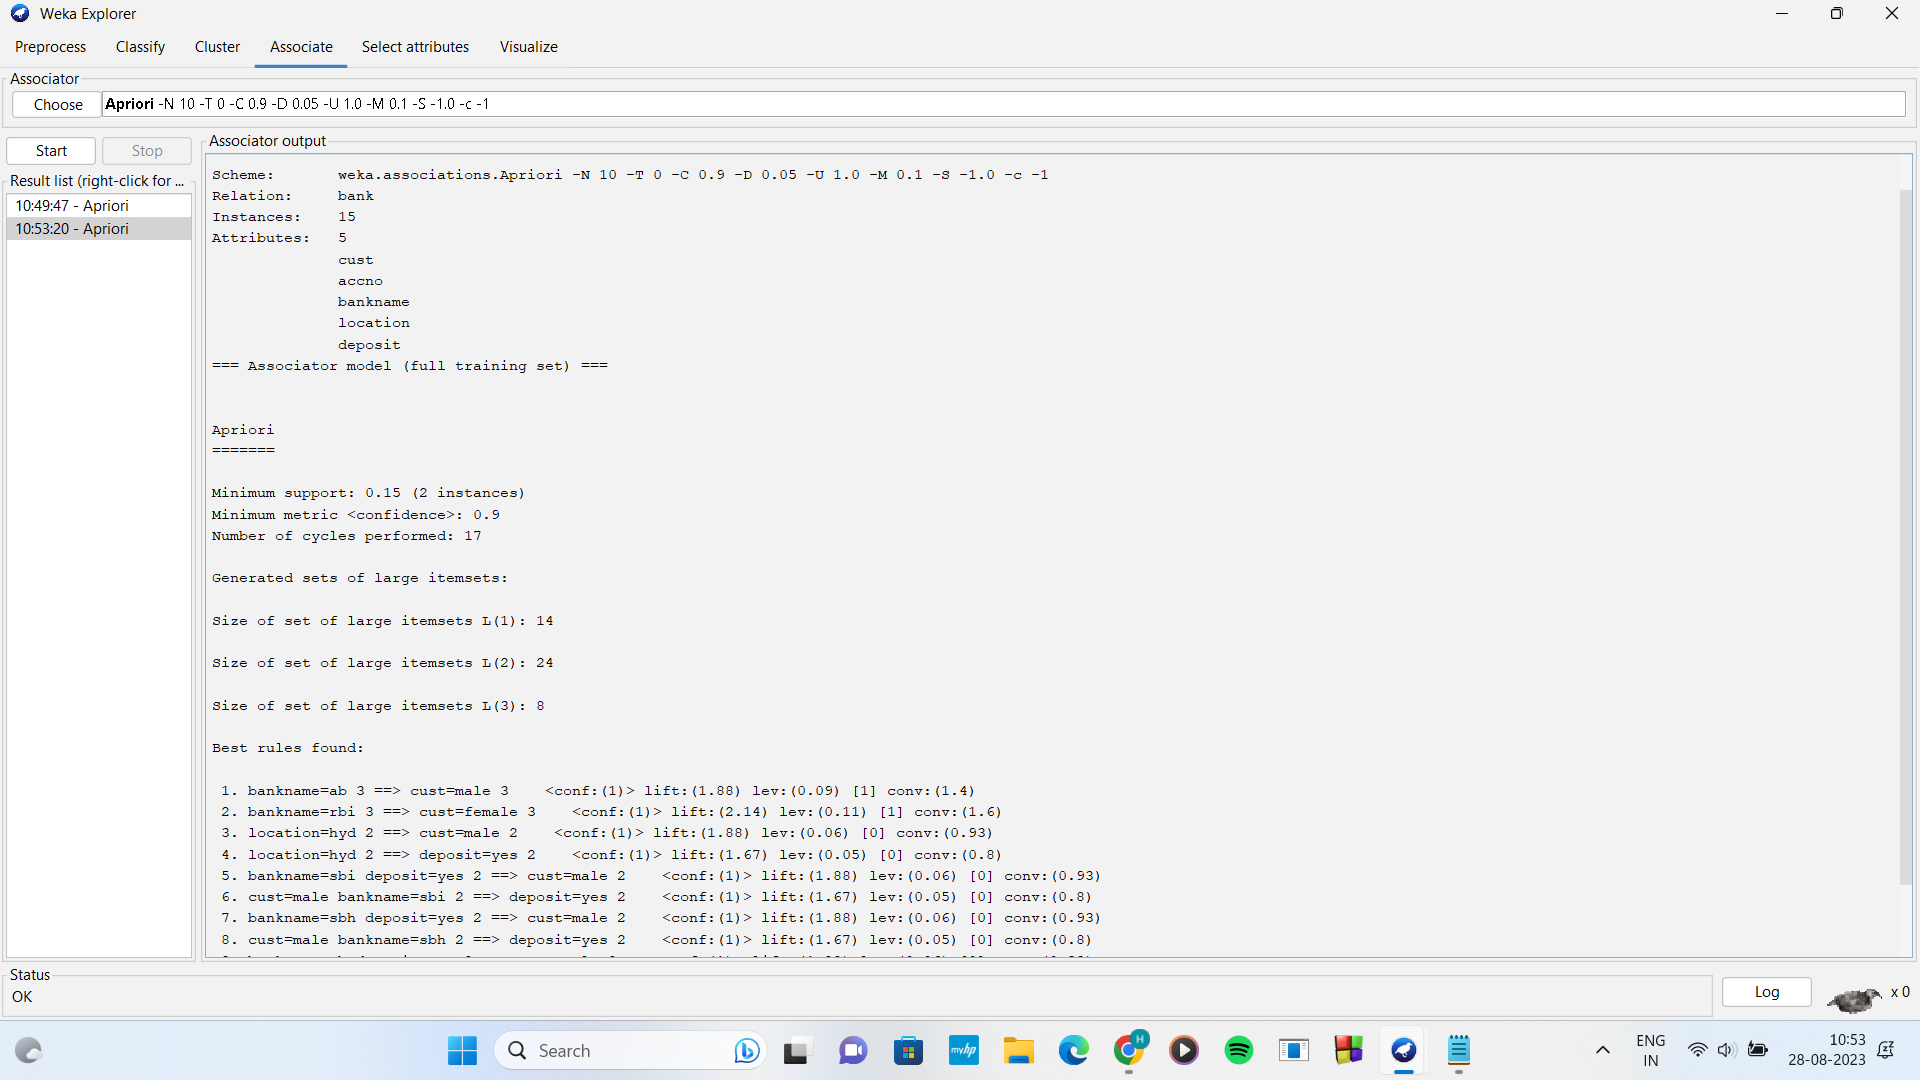 Weka Explorer
Preprocess Classify Cluster Associate Select attributes Visualize
Associator
Choose Apriori -N 10 -T 0 -C 0.9 -D 0.05 -U 1.0 -M 0.1 -S -1.0 -c -1
Start Stop
Result list (right-click for ...
10:49:47 - Apriori
10:53:20 - Apriori
Associator output
Scheme: weka.associations.Apriori -N 10 -T 0 -C 0.9 -D 0.05 -U 1.0 -M 0.1 -S -1.0 -c -1
Relation: bank
Instances: 15
Attributes: 5
cust
accno
bankname
location
deposit
=== Associator model (full training set) ===
Apriori
=======
Minimum support: 0.15 (2 instances)
Minimum metric <confidence>: 0.9
Number of cycles performed: 17
Generated sets of large itemsets:
Size of set of large itemsets L(1): 14
Size of set of large itemsets L(2): 24
Size of set of large itemsets L(3): 8
Best rules found:
1. bankname=ab 3 ==> cust=male 3 <conf:(1)> lift:(1.88) lev:(0.09) [1] conv:(1.4)
2. bankname=rbi 3 ==> cust=female 3 <conf:(1)> lift:(2.14) lev:(0.11) [1] conv:(1.6)
3. location=hyd 2 ==> cust=male 2 <conf:(1)> lift:(1.88) lev:(0.06) [0] conv:(0.93)
4. location=hyd 2 ==> deposit=yes 2 <conf:(1)> lift:(1.67) lev:(0.05) [0] conv:(0.8)
5. bankname=sbi deposit=yes 2 ==> cust=male 2 <conf:(1)> lift:(1.88) lev:(0.06) [0] conv:(0.93)
6. cust=male bankname=sbi 2 ==> deposit=yes 2 <conf:(1)> lift:(1.67) lev:(0.05) [0] conv:(0.8)
7. bankname=sbh deposit=yes 2 ==> cust=male 2 <conf:(1)> lift:(1.88) lev:(0.06) [0] conv:(0.93)
8. cust=male bankname=sbh 2 ==> deposit=yes 2 <conf:(1)> lift:(1.67) lev:(0.05) [0] conv:(0.8)
Status
OK
Log
x 0
Search
myhp
H
ENG
IN
10:53
28-08-2023